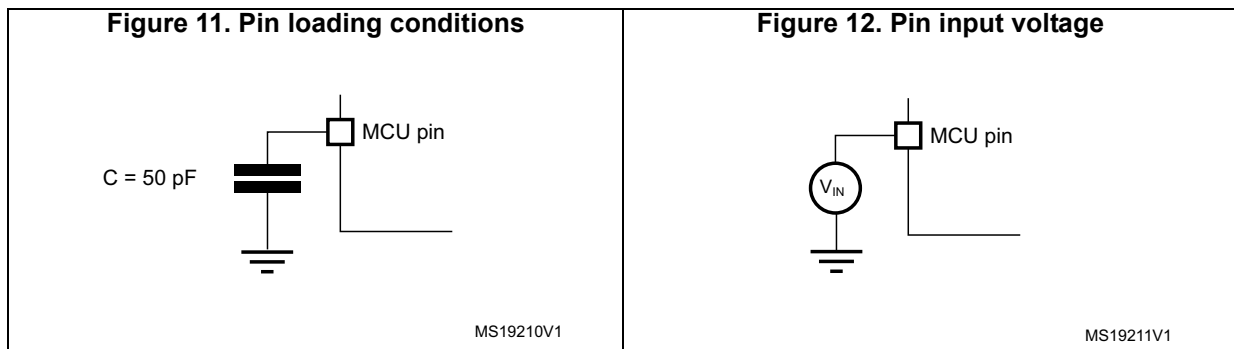 Figure 11. Pin loading conditions
MCU pin
C = 50 pF
MS19210V1
Figure 12. Pin input voltage
MCU pin
VIN
MS19211V1